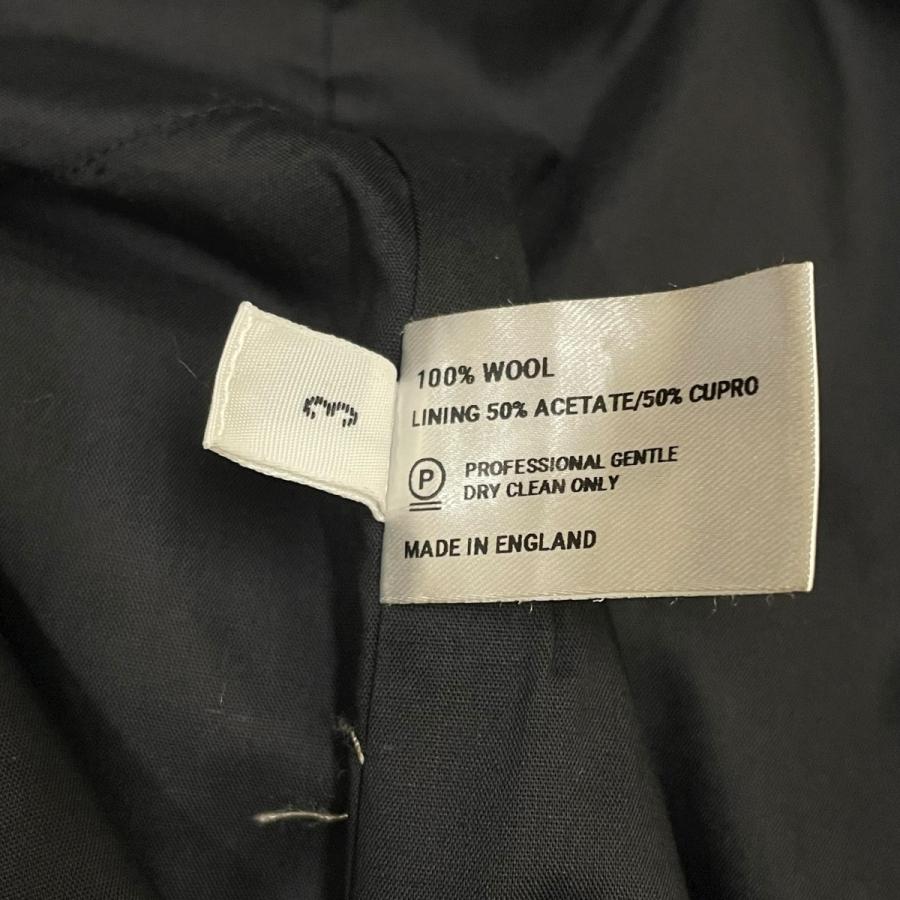 3
100% WOOL
LINING 50% ACETATE/50% CUPRO
P
PROFESSIONAL GENTLE
DRY CLEAN ONLY
MADE IN ENGLAND